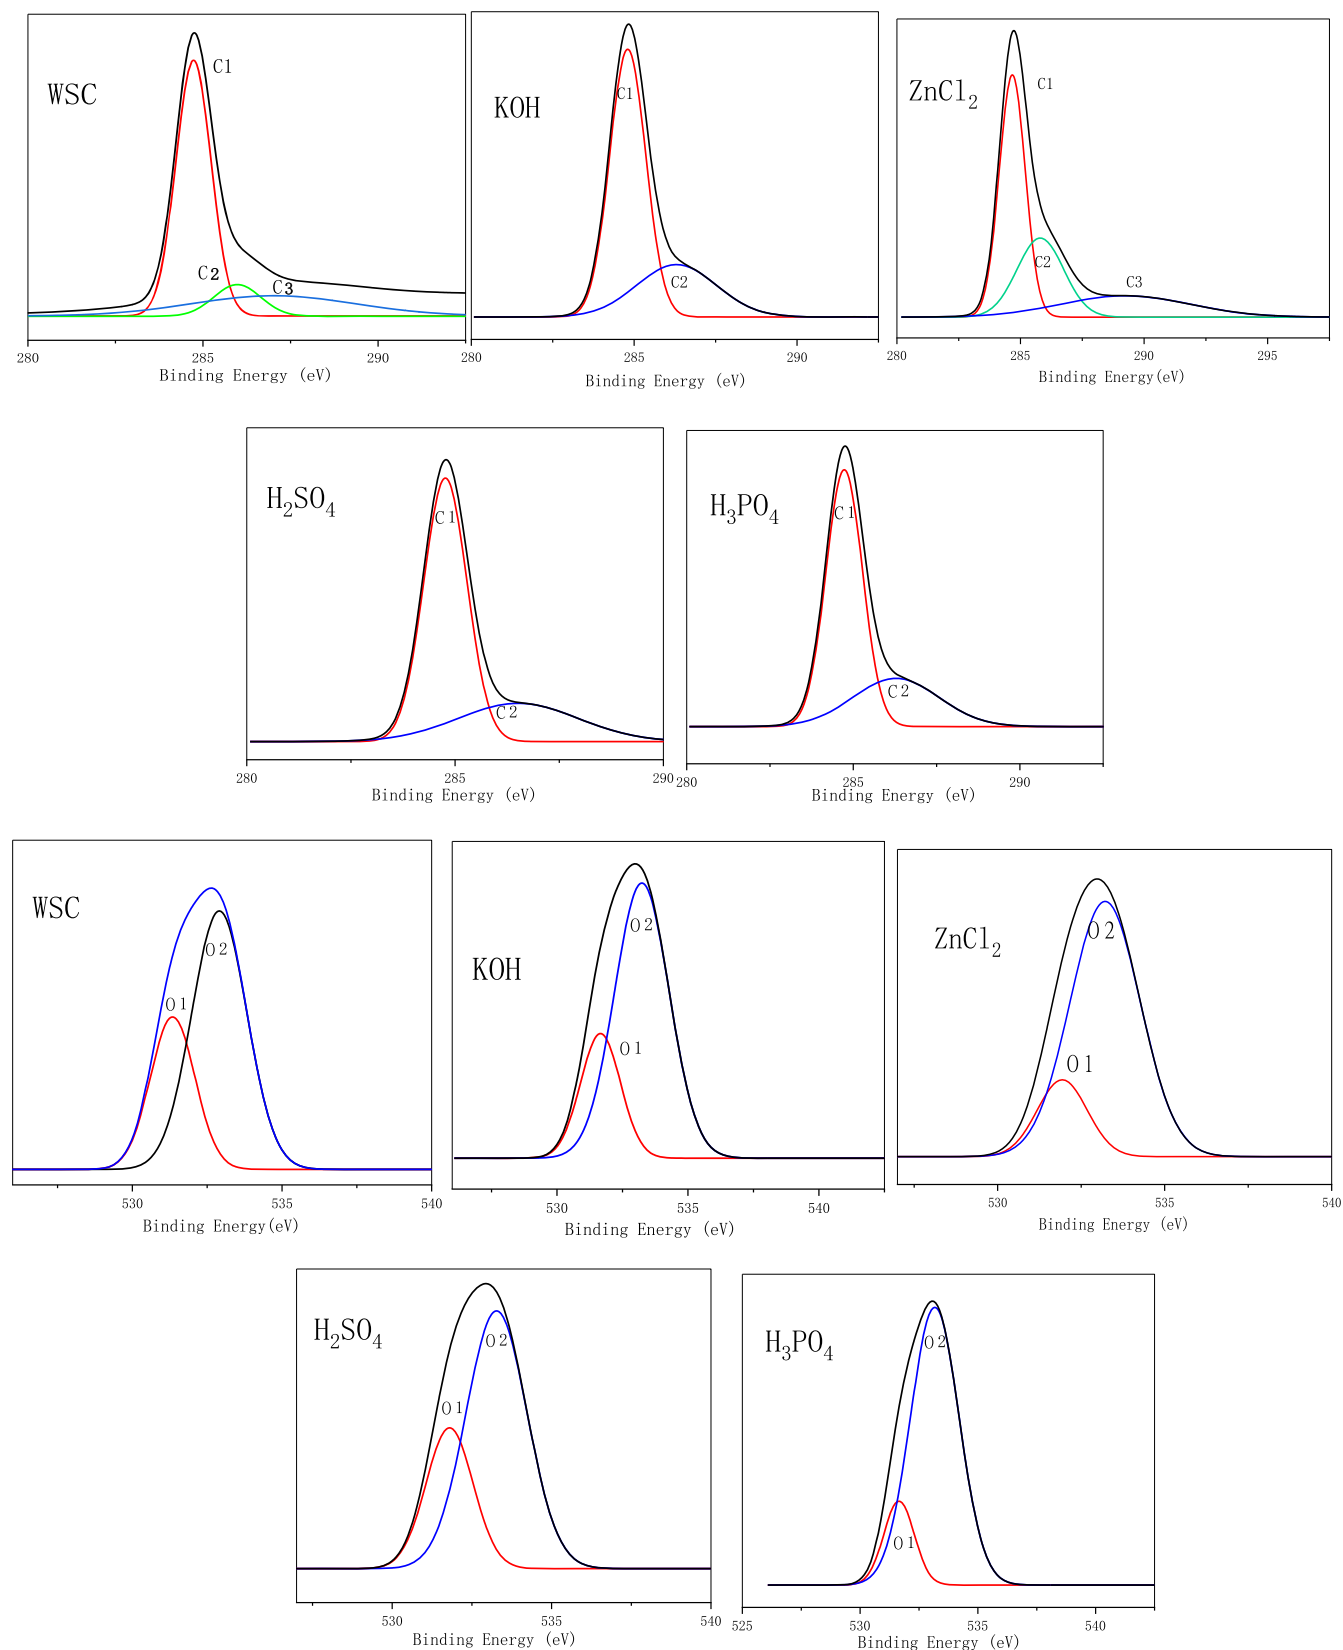 WSC
C1
C2
C3
280
285
290
Binding Energy (eV)
KOH
C1
C2
280
285
290
Binding Energy (eV)
ZnCl2
C1
C2
C3
280
285
290
295
Binding Energy(eV)
H2SO4
C1
C2
280
285
290
Binding Energy (eV)
H3PO4
C1
C2
280
285
290
Binding Energy (eV)
WSC
O1
O2
530
535
540
Binding Energy(eV)
KOH
O2
O1
530
535
540
Binding Energy (eV)
ZnCl2
O2
O1
530
535
540
Binding Energy (eV)
H2SO4
O2
O1
530
535
540
Binding Energy (eV)
H3PO4
O2
O1
525
530
535
540
Binding Energy (eV)